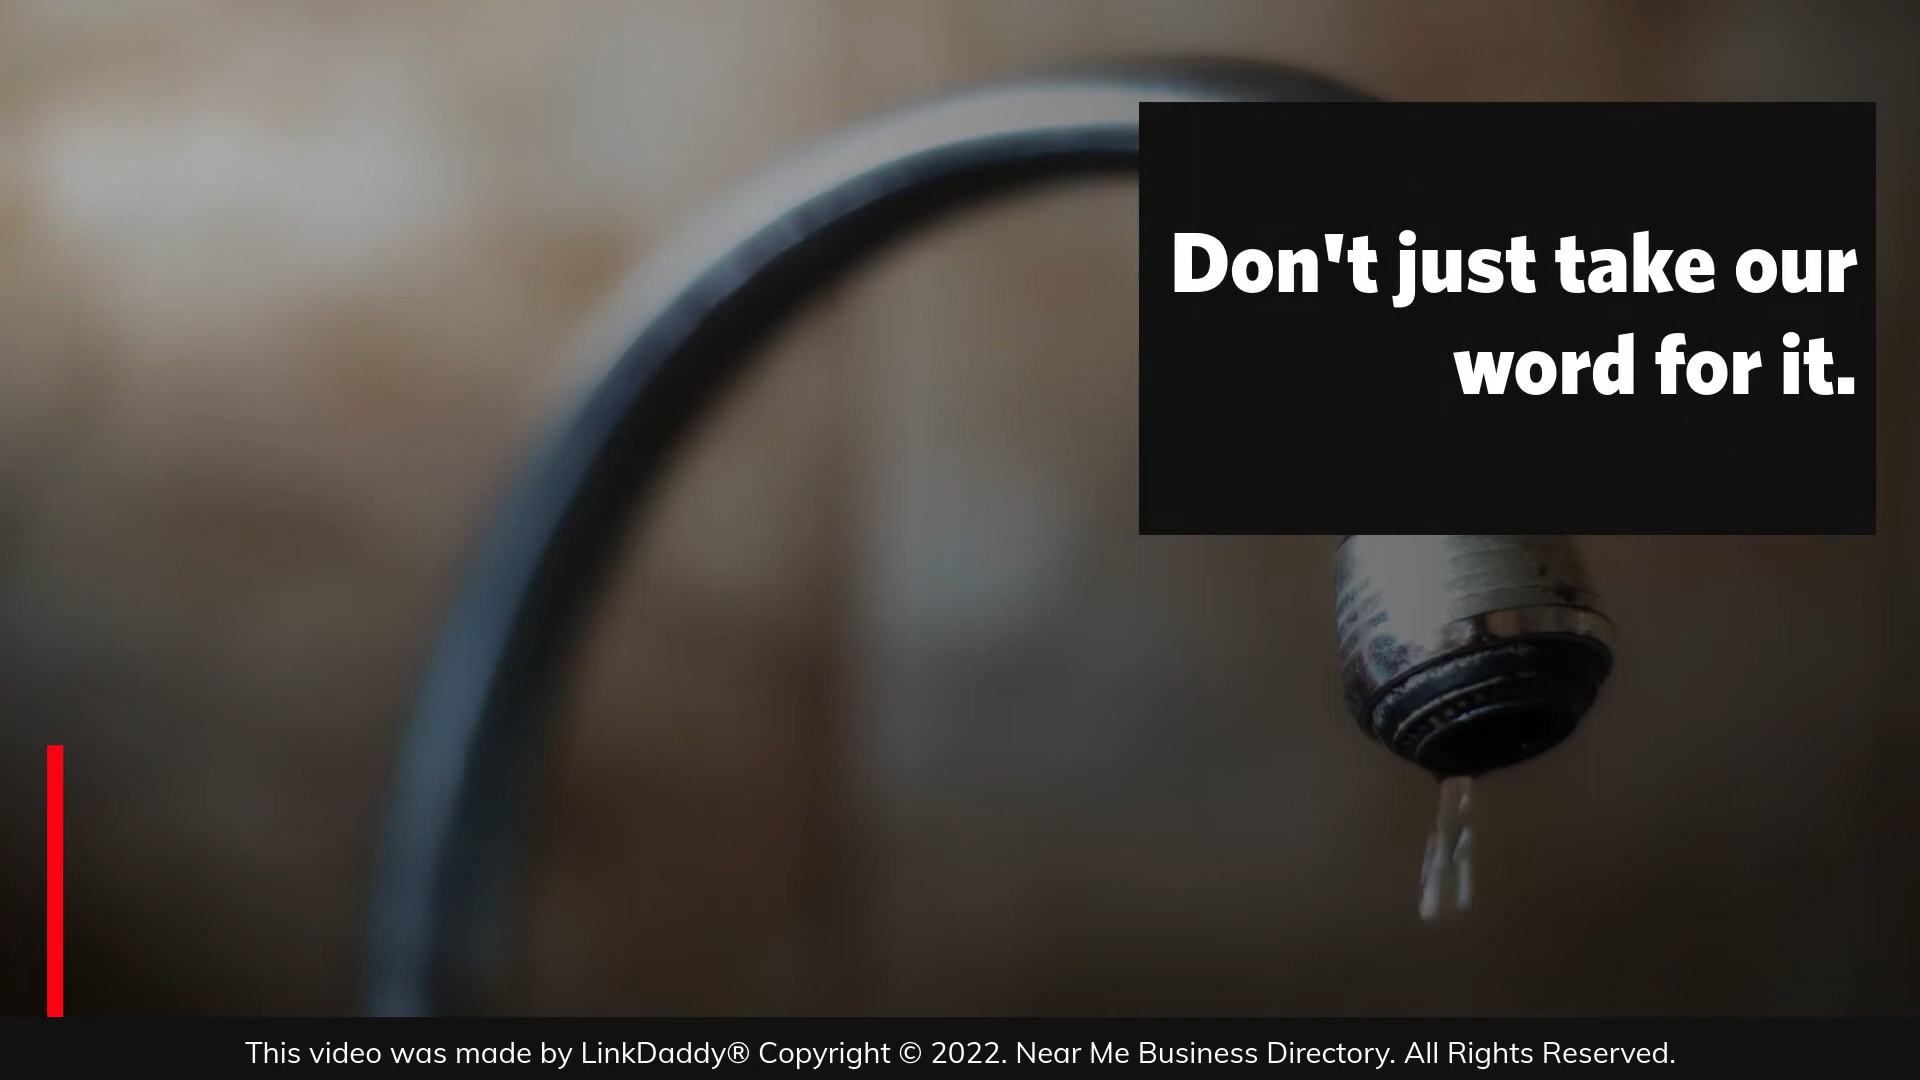 Don't just take our
word for it.
This video was made by LinkDaddy® Copyright © 2022. Near Me Business Directory. All Rights Reserved.